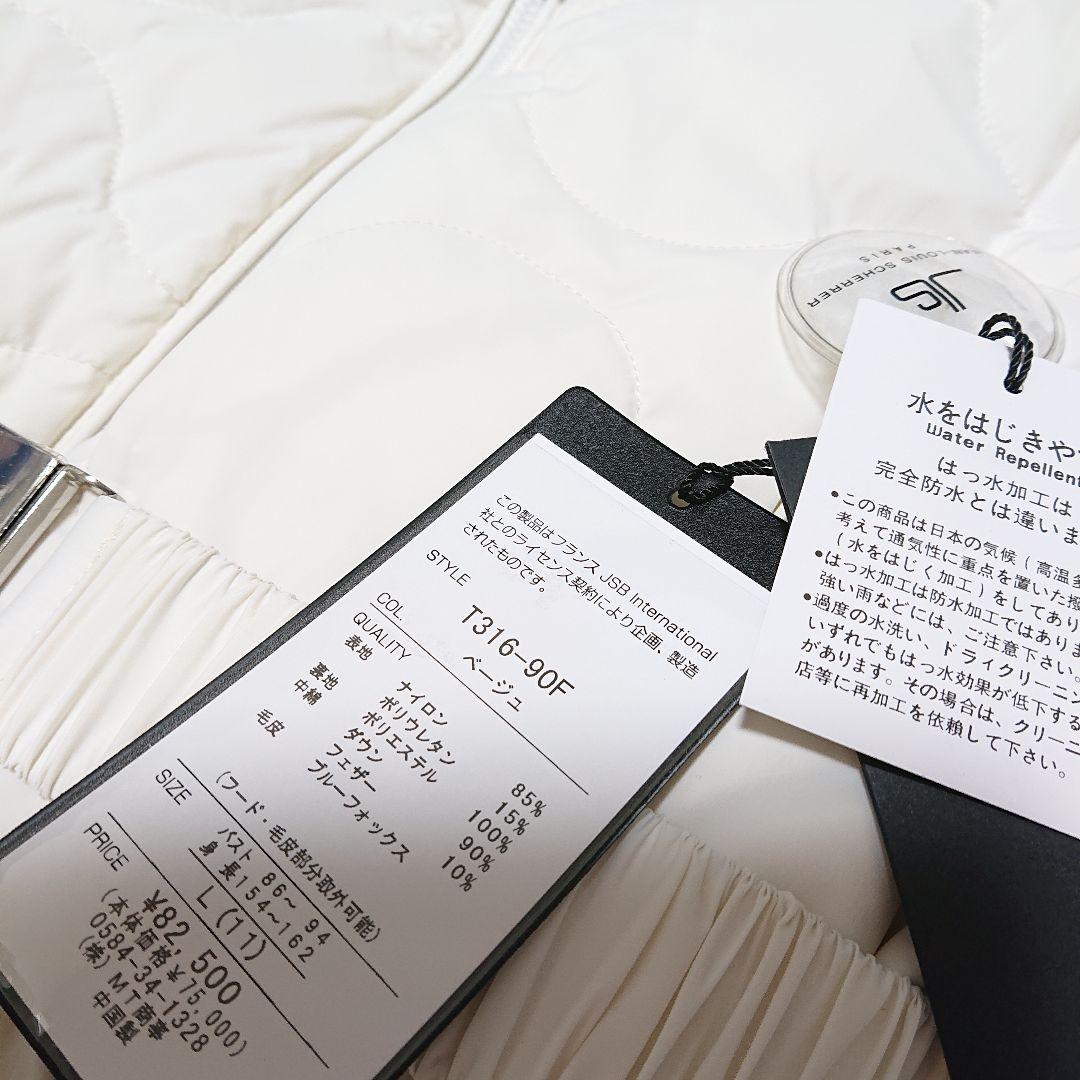 JEAN-LOUIS SCHERRER
PARIS
この製品はフランス JSB International
社とのライセンス契約により企画、製造
されたものです。
STYLE T316-90F
COL ベージュ
QUALITY
表地 ナイロン 85%
ポリウレタン 15%
裏地 ポリエステル 100%
中綿 ダウン 90%
フェザー 10%
毛皮 ブルーフォックス
(フード・毛皮部分取外可能)
SIZE バスト 86~ 94
身長154~162
L (11)
PRICE ¥82,500
(本体価格¥75,000)
0584-34-1328
(株)MT商事
中国製
水をはじきや
Water Repellent
はっ水加工は
完全防水とは違いま
•この商品は日本の気候(高温多
考えて通気性に重点を置いた撥
(水をはじく加工)をしてあり
•はっ水加工は防水加工ではありま
強い雨などには、ご注意下さい。
•過度の水洗い、ドライクリーニン
いずれでもはっ水効果が低下する
があります。その場合は、クリーニ
店等に再加工を依頼して下さい。